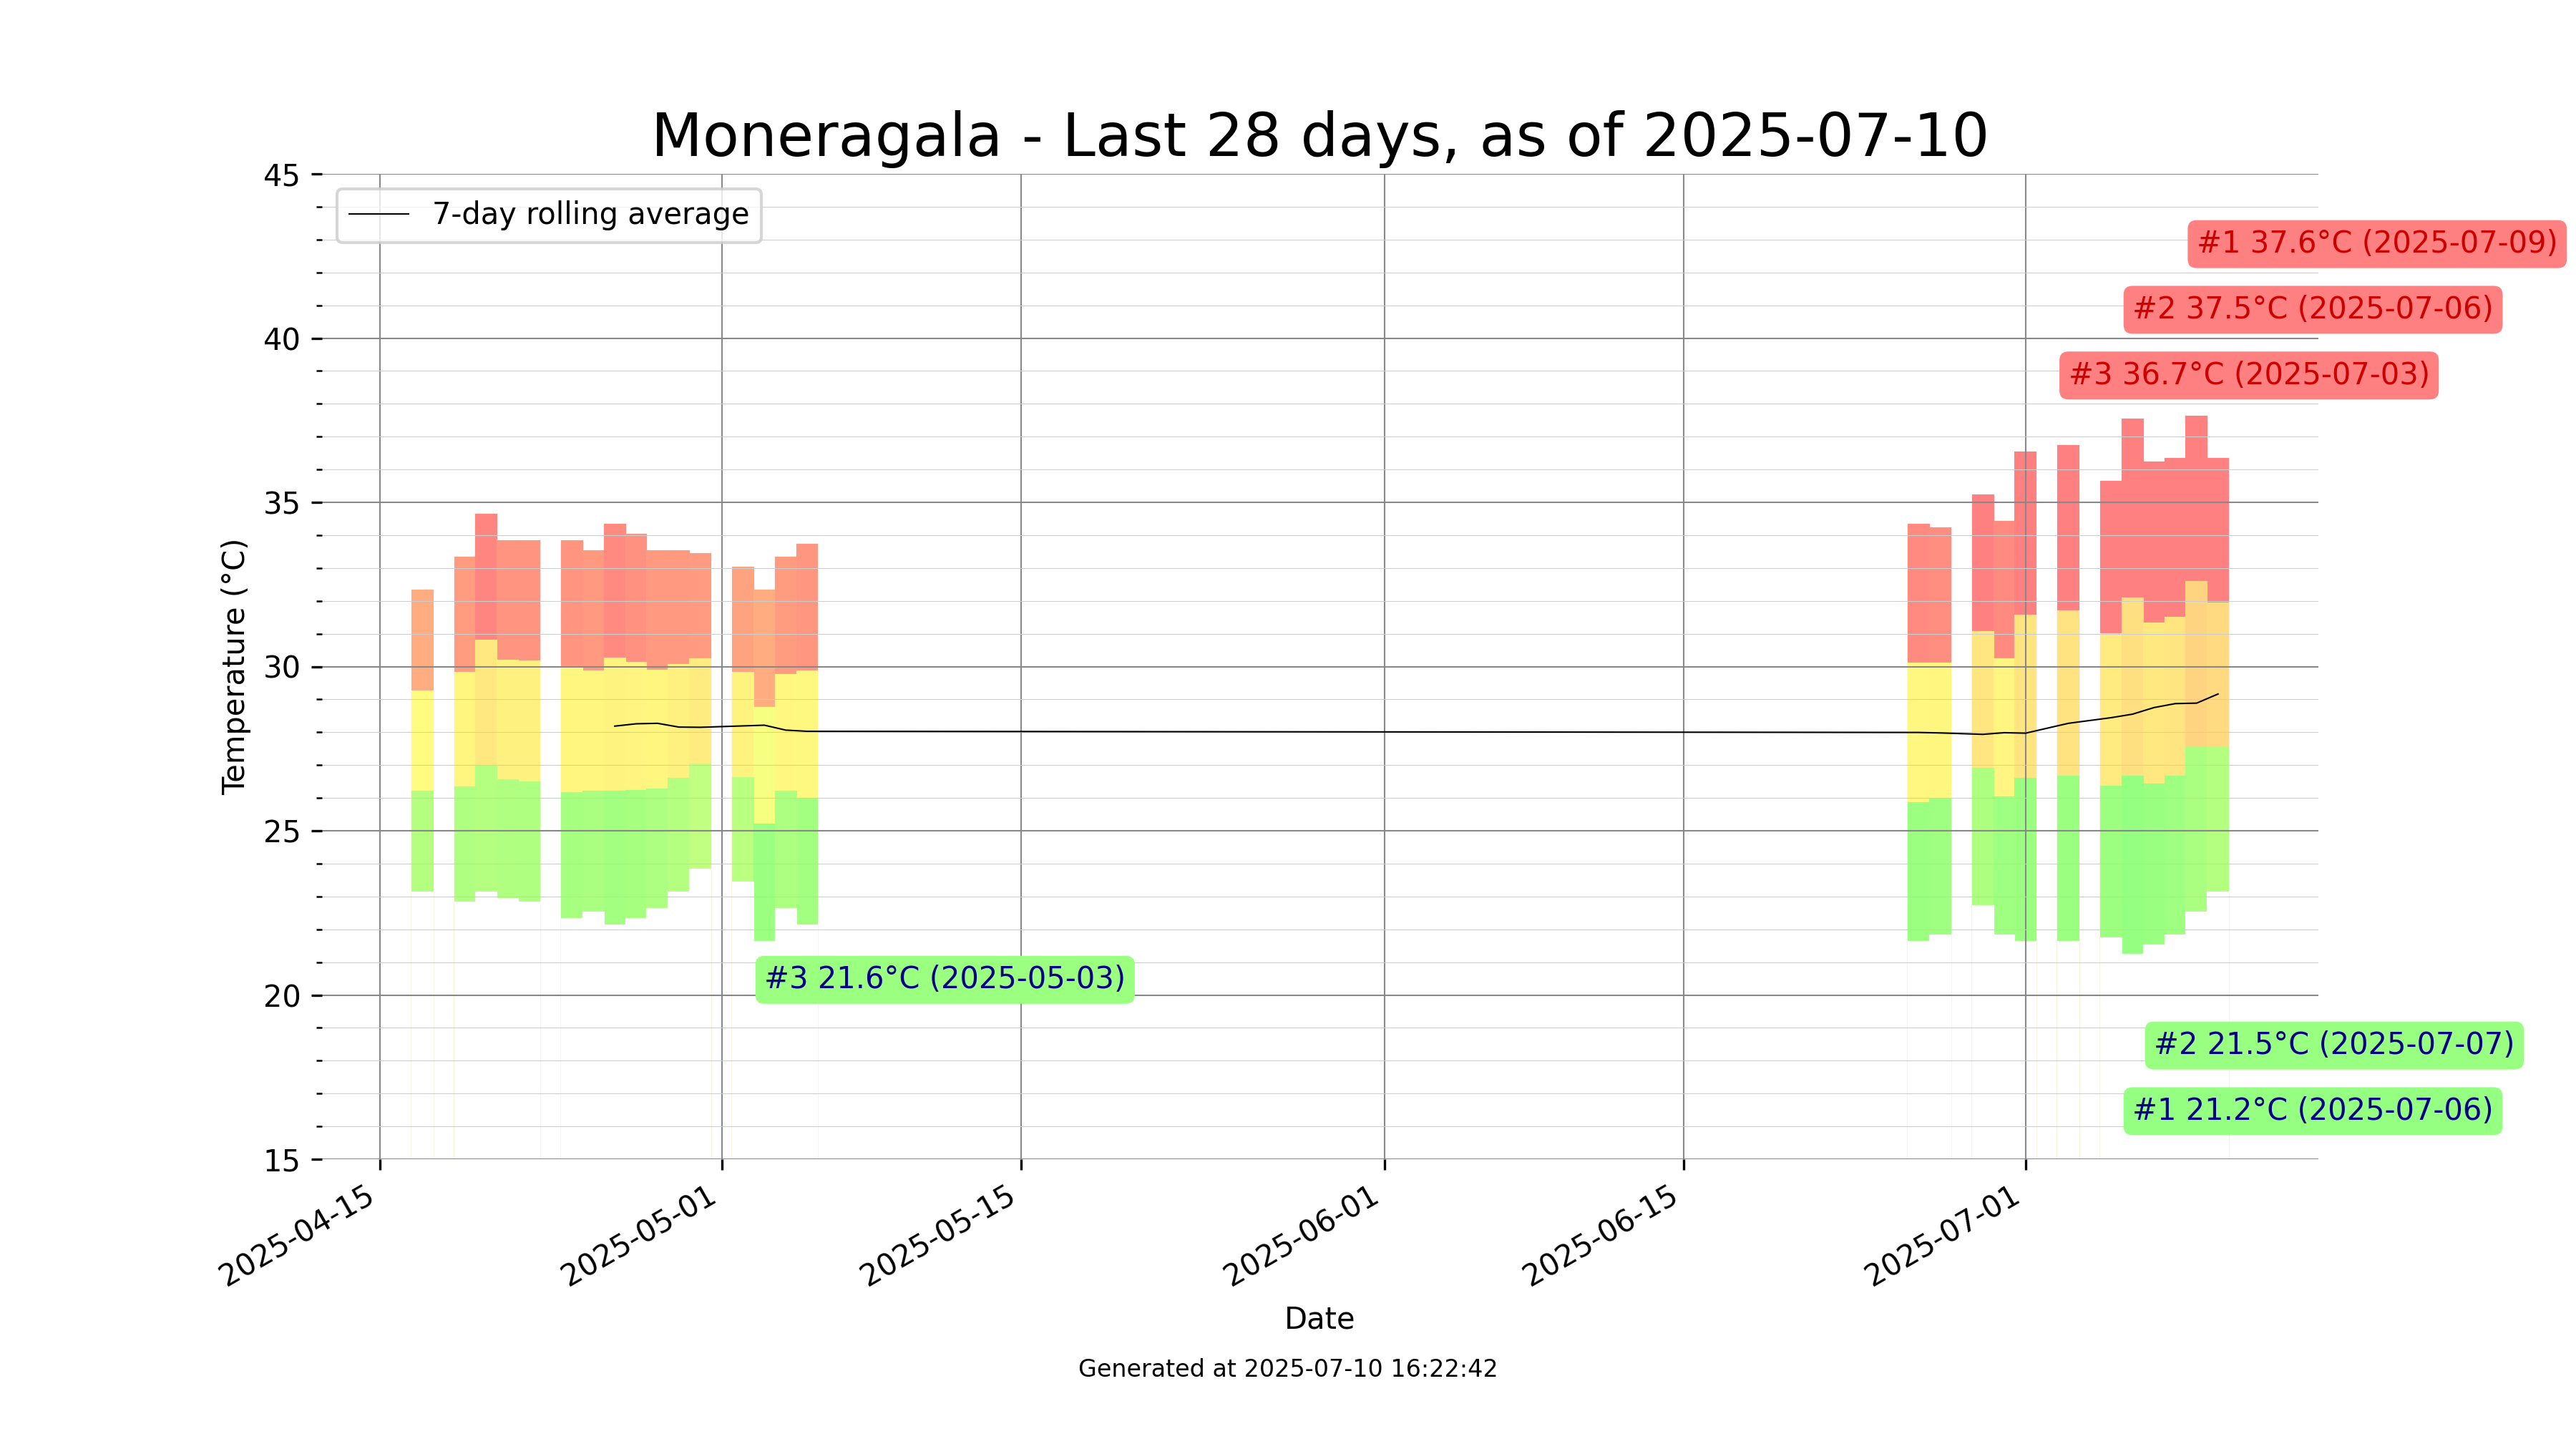 Moneragala - Last 28 days, as of 2025-07-10
45
7-day rolling average
#1 37.6°C (2025-07-09)
#2 37.5°C (2025-07-06)
40
#3 36.7°C (2025-07-03)
35
Temperature (°C)
30
25
#3 21.6°C (2025-05-03)
20
#2 21.5°C (2025-07-07)
#1 21.2°C (2025-07-06)
15
2025-04-15
2025-05-01
2025-05-15
2025-06-01
2025-06-15
2025-07-01
Date
Generated at 2025-07-10 16:22:42